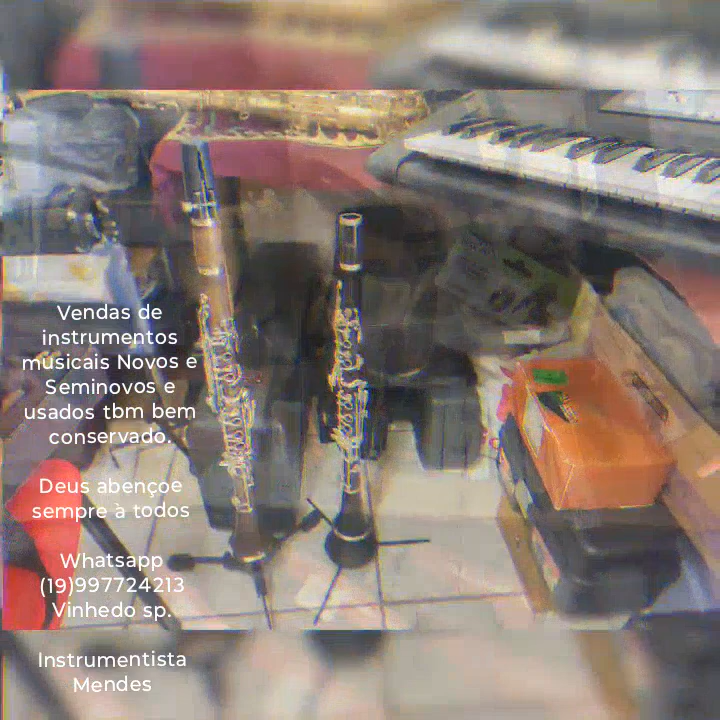 Vendas de
instrumentos
musicais Novos e
Seminovos e
usados tbm bem
conservado.
Deus abençoe
sempre à todos
Whatsapp
(19)997724213
Vinhedo sp.
Instrumentista
Mendes